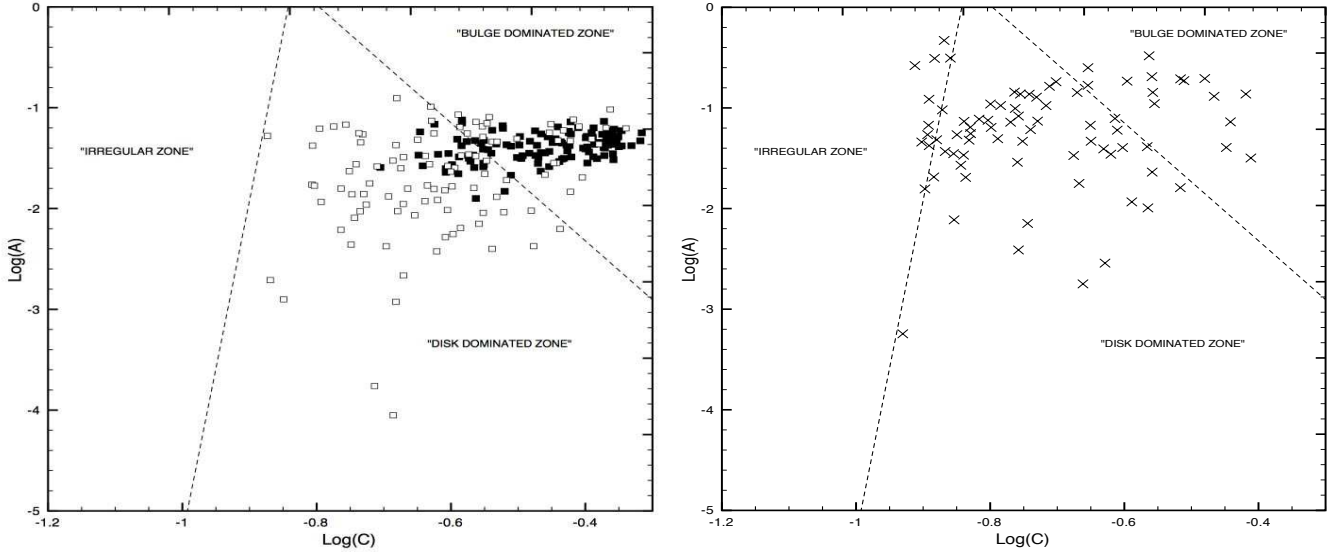 0
"BULGE DOMINATED ZONE"
-1
"IRREGULAR ZONE"
-2
Log(A)
-3
"DISK DOMINATED ZONE"
-4
-5
-1.2
-1
-0.8
-0.6
-0.4
Log(C)
0
"BULGE DOMINATED ZONE"
-1
"IRREGULAR ZONE"
-2
Log(A)
-3
"DISK DOMINATED ZONE"
-4
-5
-1.2
-1
-0.8
-0.6
-0.4
Log(C)